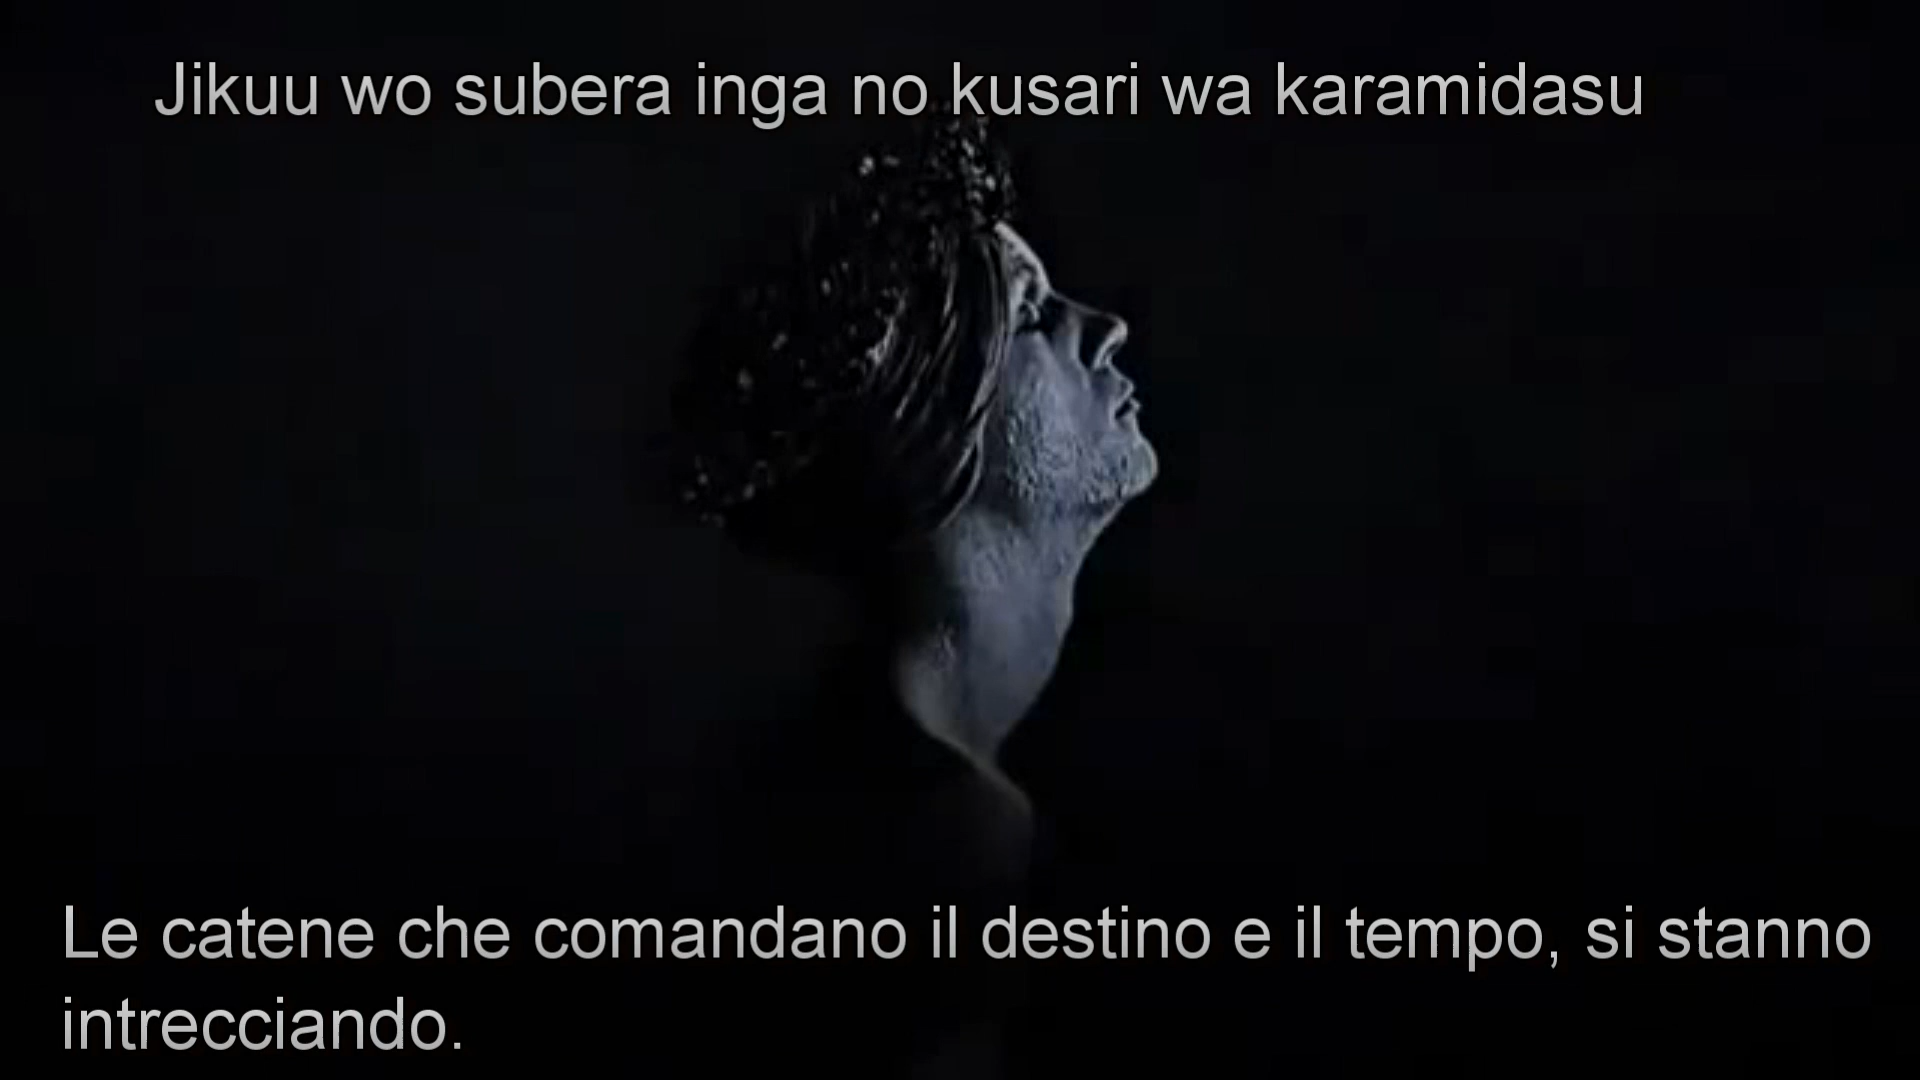 Jikuu wo subera inga no kusari wa karamidasu
Le catene che comandano il destino e il tempo, si stanno
intrecciando.